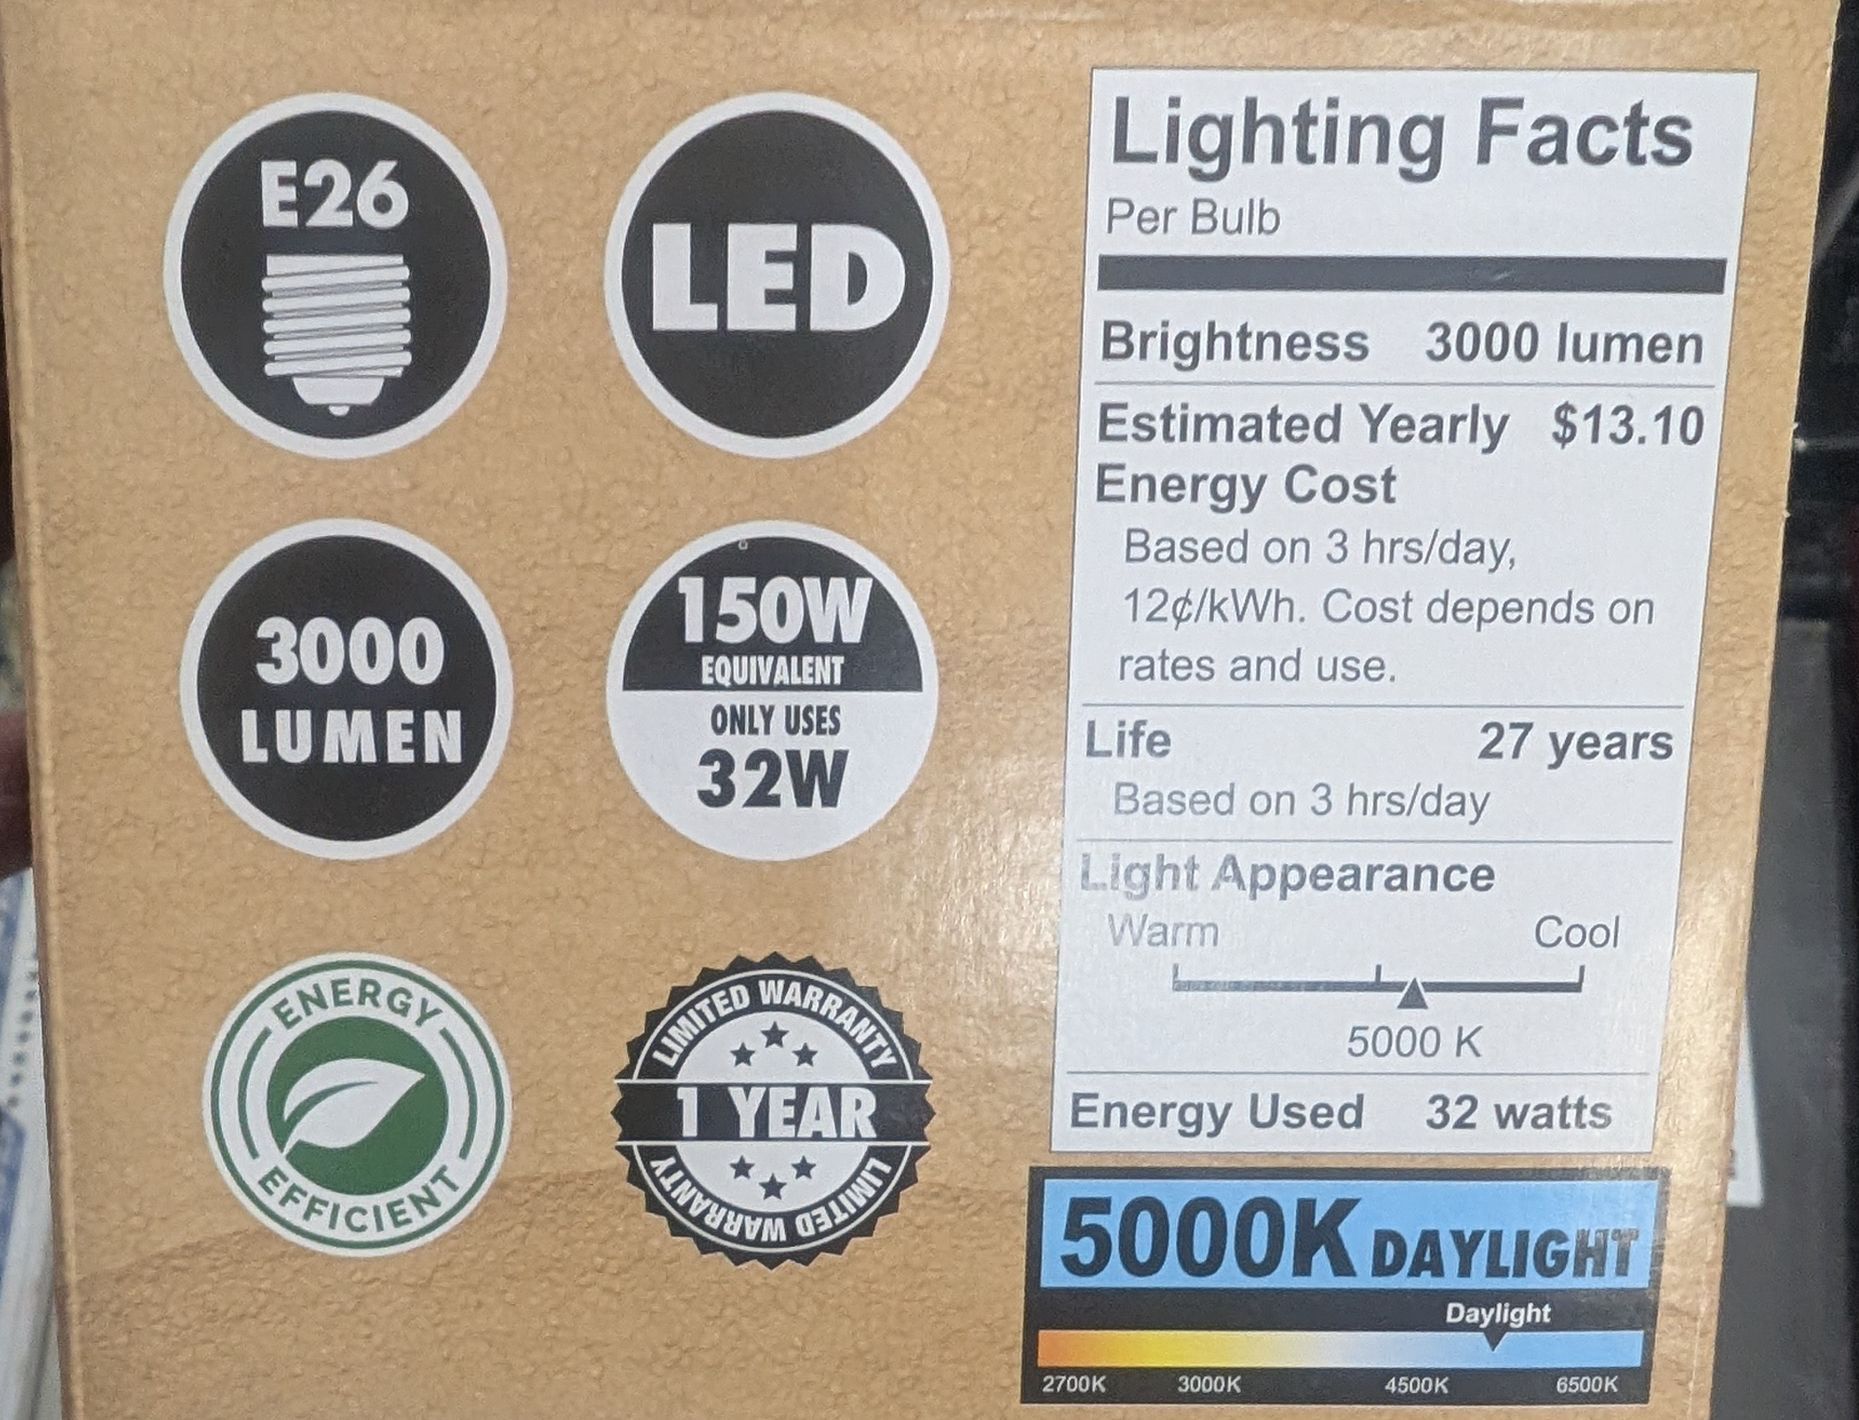 E26
LED
3000
LUMEN
150W
EQUIVALENT
ONLY USES
32W
ENERGY
EFFICIENT
LIMITED WARRANTY
1 YEAR
LIMITED WARRANTY
Lighting Facts
Per Bulb
Brightness 3000 lumen
Estimated Yearly $13.10
Energy Cost
Based on 3 hrs/day,
12¢/kWh. Cost depends on
rates and use.
Life 27 years
Based on 3 hrs/day
Light Appearance
Warm Cool
5000 K
Energy Used 32 watts
5000K DAYLIGHT
Daylight
2700K 3000K 4500K 6500K